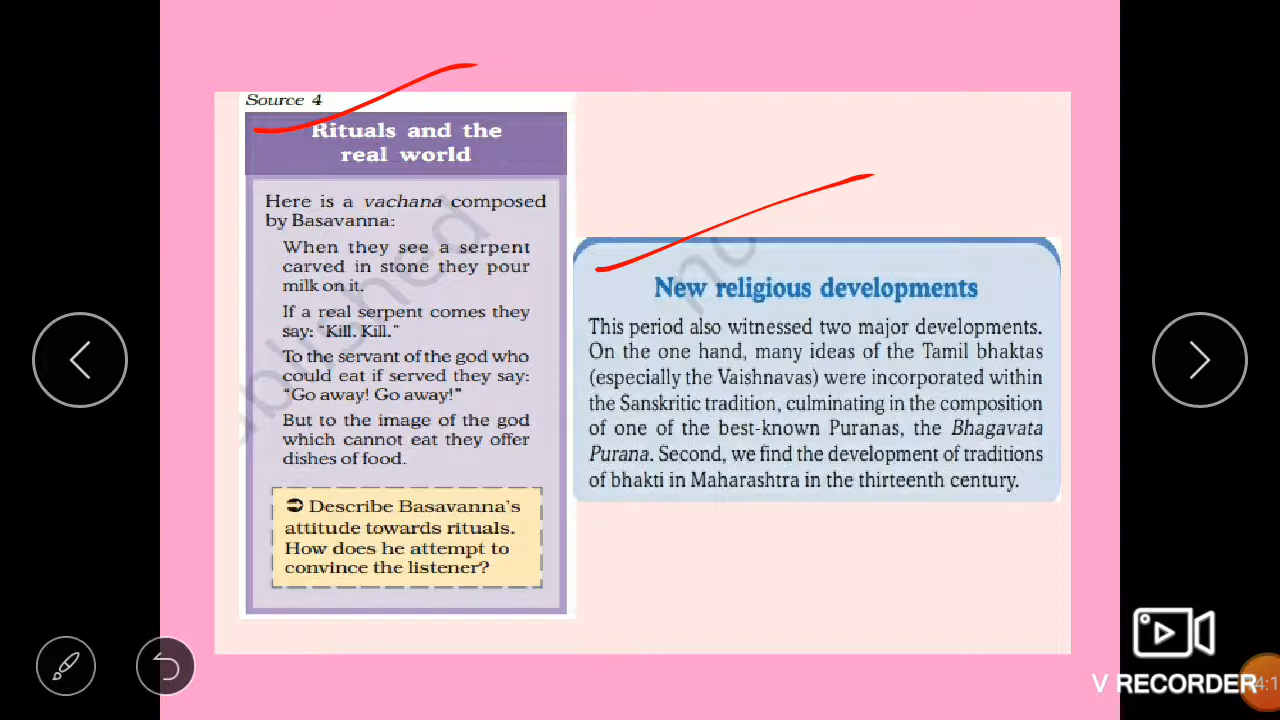 Source 4
Rituals and the
real world
Here is a vachana composed
by Basavanna:
When they see a serpent
carved in stone they pour
milk on it.
If a real serpent comes they
say: “Kill. Kill.”
To the servant of the god who
could eat if served they say:
“Go away! Go away!”
But to the image of the god
which cannot eat they offer
dishes of food.
➲ Describe Basavanna’s
attitude towards rituals.
How does he attempt to
convince the listener?
New religious developments
This period also witnessed two major developments.
On the one hand, many ideas of the Tamil bhaktas
(especially the Vaishnavas) were incorporated within
the Sanskritic tradition, culminating in the composition
of one of the best-known Puranas, the Bhagavata
Purana. Second, we find the development of traditions
of bhakti in Maharashtra in the thirteenth century.
V RECORDER